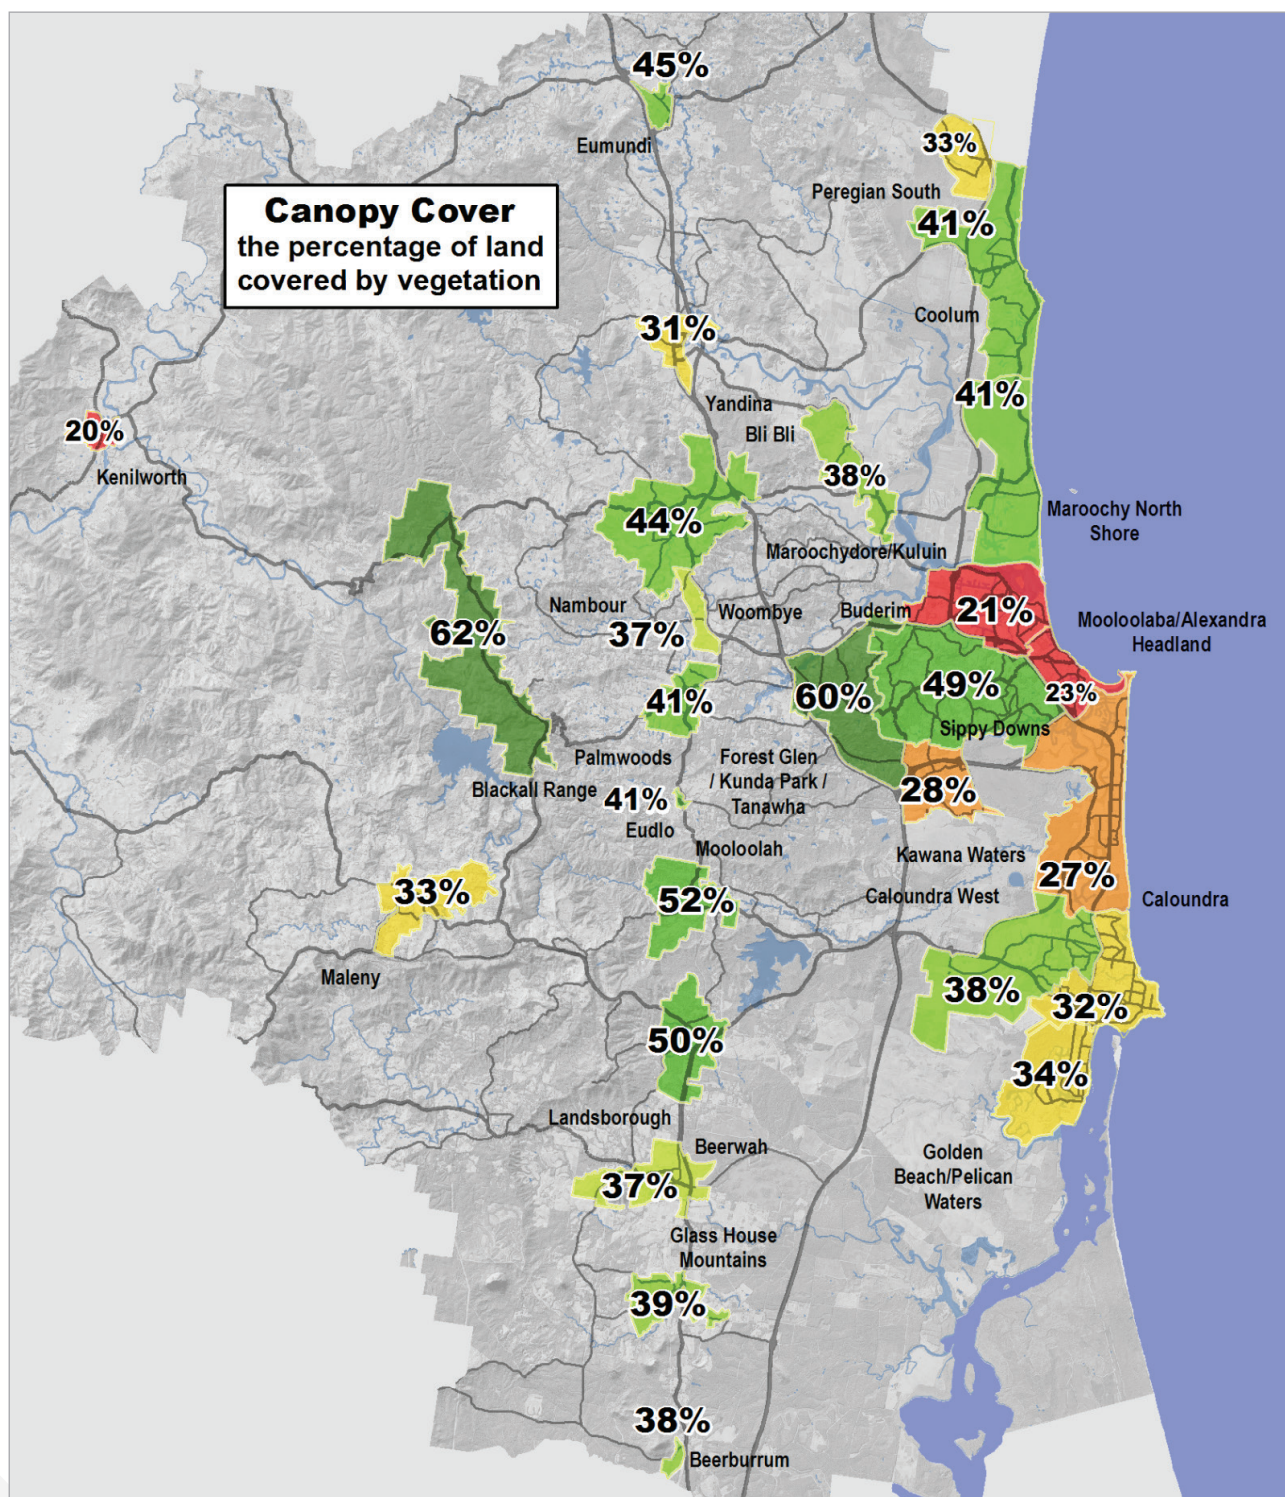 45%
Eumundi
33%
Peregian South
Canopy Cover
the percentage of land
covered by vegetation
41%
Coolum
31%
41%
Yandina
20%
Bli Bli
Kenilworth
38%
Maroochy North
Shore
44%
Maroochydore/Kuluin
Nambour
Woombye
Buderim
21%
Mooloolaba/Alexandra
Headland
62%
37%
60%
49%
23%
41%
Sippy Downs
Palmwoods
Forest Glen
/ Kunda Park /
Tanawha
Blackall Range
28%
41%
Eudlo
Mooloolah
Kawana Waters
27%
33%
52%
Caloundra West
Caloundra
Maleny
38%
32%
50%
34%
Landsborough
Beerwah
Golden
Beach/Pelican
Waters
37%
Glass House
Mountains
39%
38%
Beerburrum